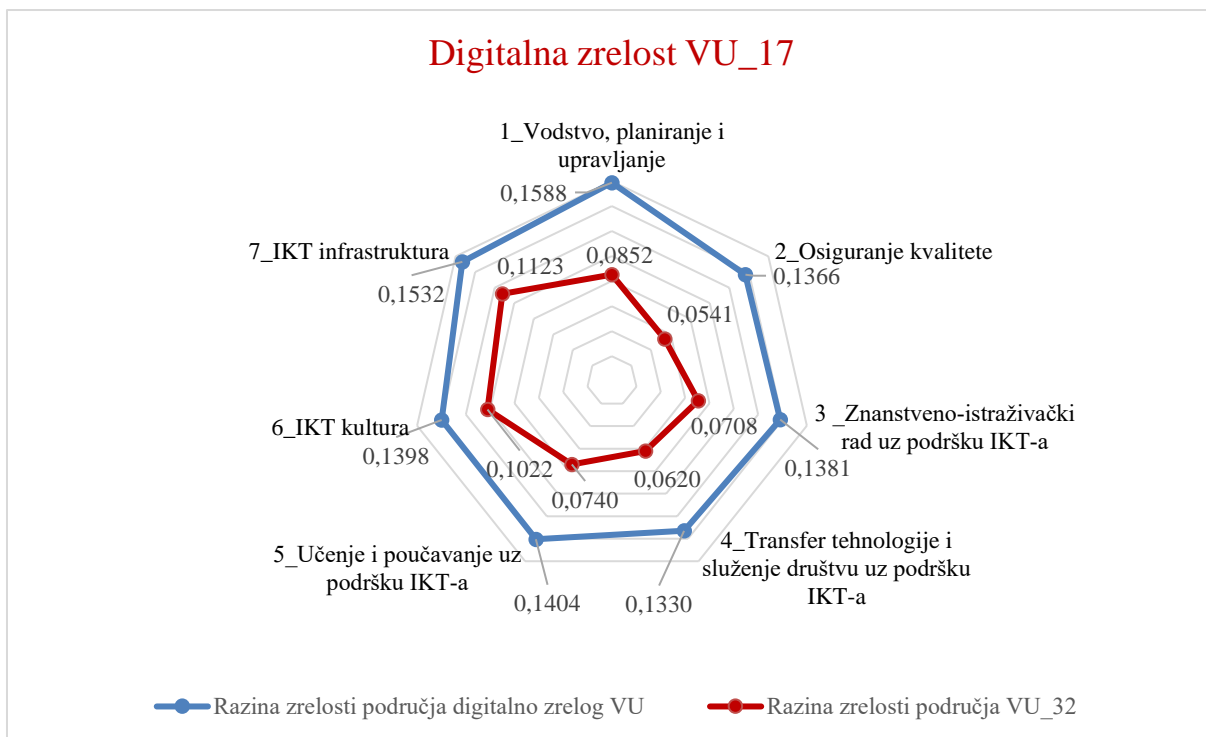 Digitalna zrelost VU_17
1_Vodstvo, planiranje i
upravljanje
0,1588
7_IKT infrastruktura
2_Osiguranje kvalitete
0,1123
0,0852
0,1532
0,1366
0,0541
6_IKT kultura
3 _Znanstveno-istraživački
rad uz podršku IKT-a
0,0708
0,1398
0,1022
0,0620
0,1381
0,0740
5_Učenje i poučavanje uz
podršku IKT-a
4_Transfer tehnologije i
služenje društvu uz podršku
IKT-a
0,1404
0,1330
Razina zrelosti područja digitalno zrelog VU
Razina zrelosti područja VU_32